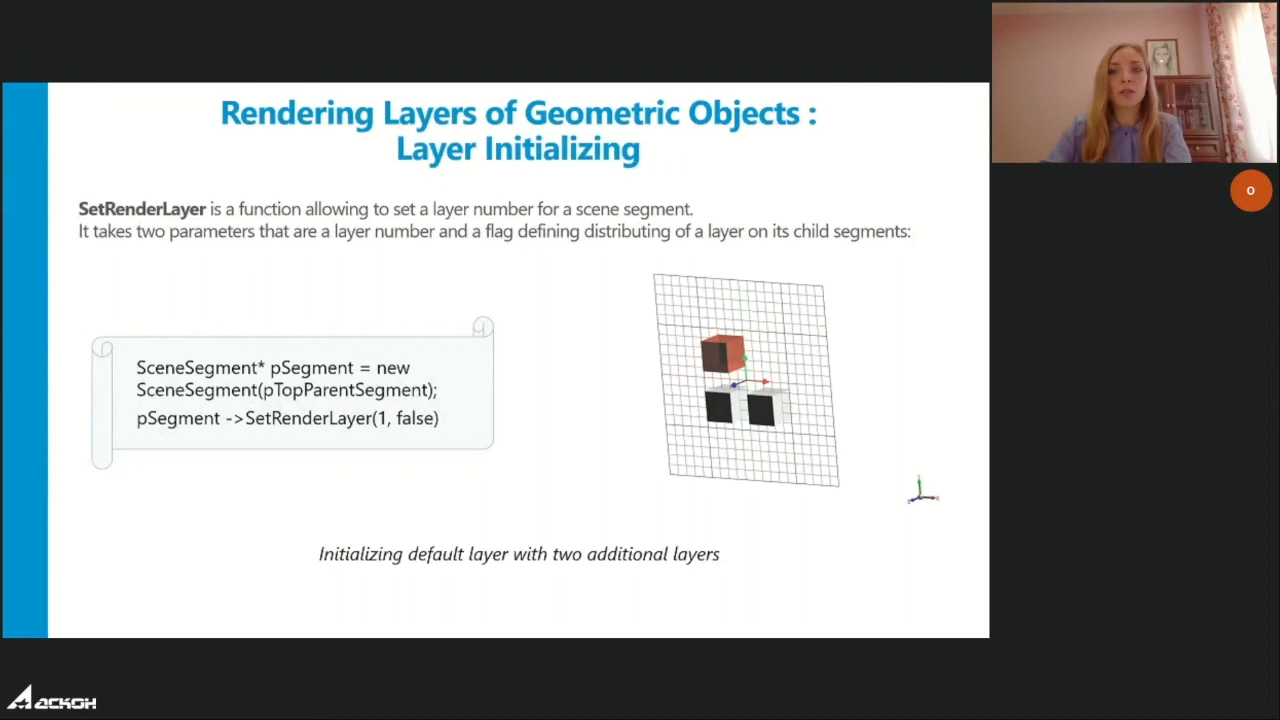 Rendering Layers of Geometric Objects :
Layer Initializing
SetRenderLayer is a function allowing to set a layer number for a scene segment.
It takes two parameters that are a layer number and a flag defining distributing of a layer on its child segments:
SceneSegment* pSegment = new
SceneSegment(pTopParentSegment);
pSegment ->SetRenderLayer(1, false)
Initializing default layer with two additional layers
O
АСКОН